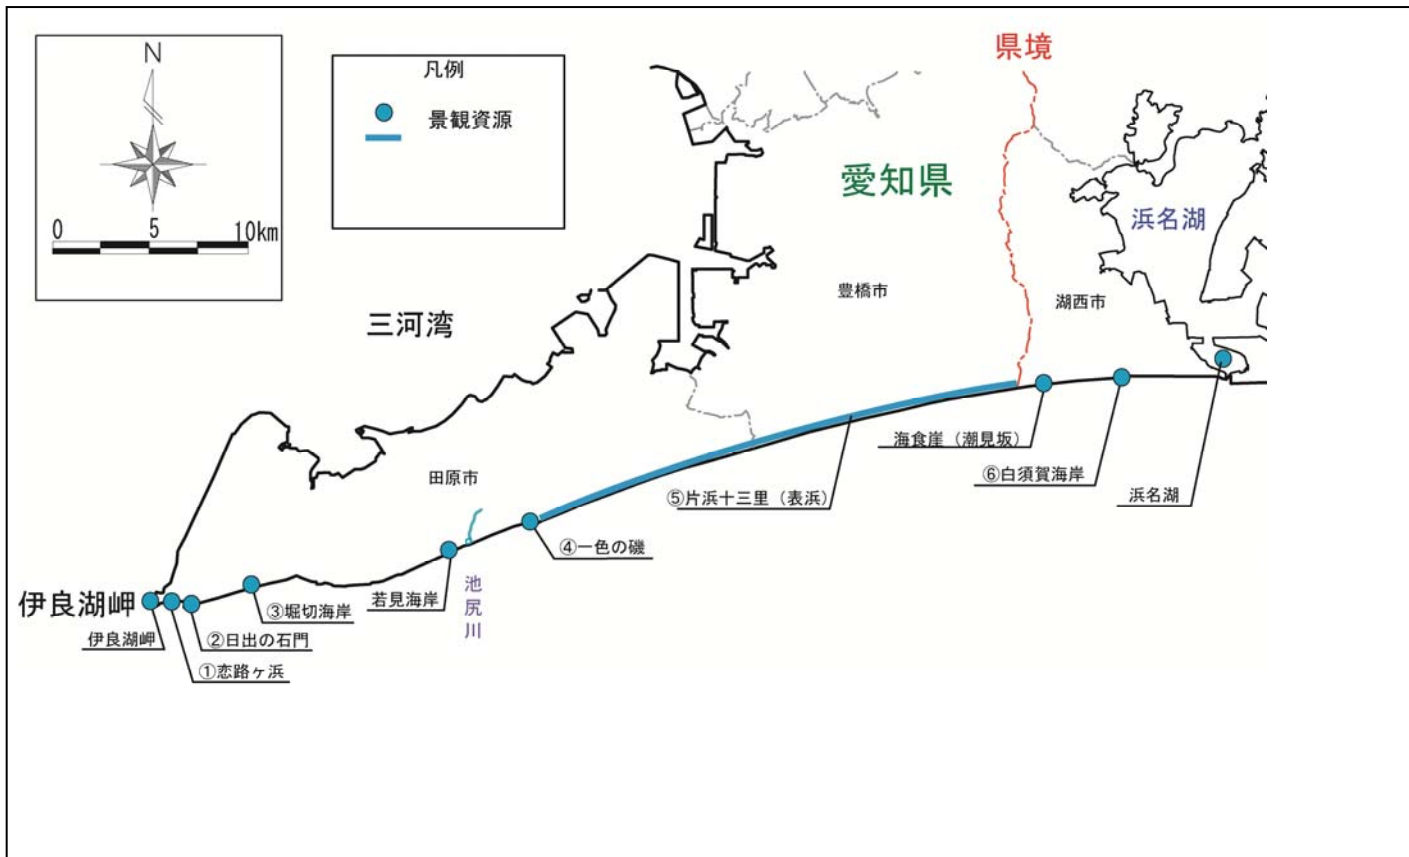 N
0 5 10km
凡例
景観資源
県境
愛知県
浜名湖
三河湾
豊橋市
湖西市
田原市
海食崖（潮見坂）
⑥白須賀海岸
浜名湖
⑤片浜十三里（表浜）
④一色の磯
池尻川
若見海岸
③堀切海岸
伊良湖岬
伊良湖岬
②日出の石門
①恋路ヶ浜